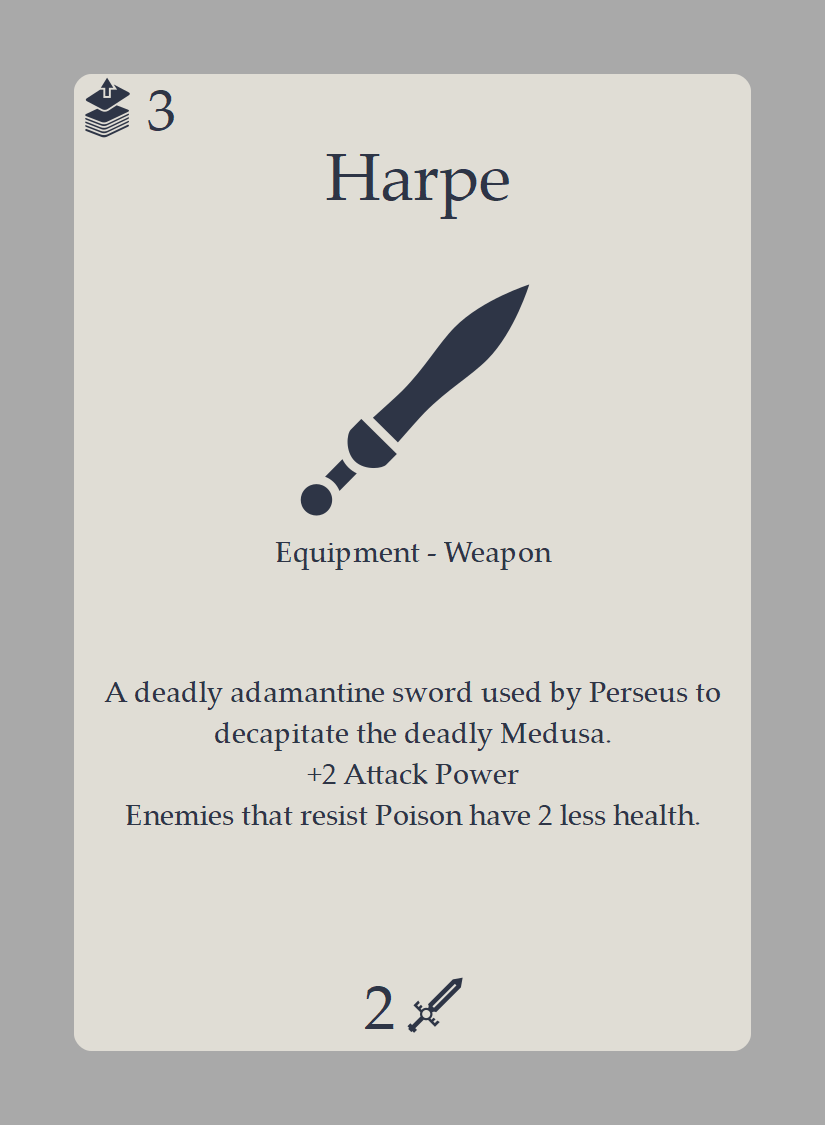 3
Harpe
Equipment - Weapon
A deadly adamantine sword used by Perseus to
decapitate the deadly Medusa.
+2 Attack Power
Enemies that resist Poison have 2 less health.
2